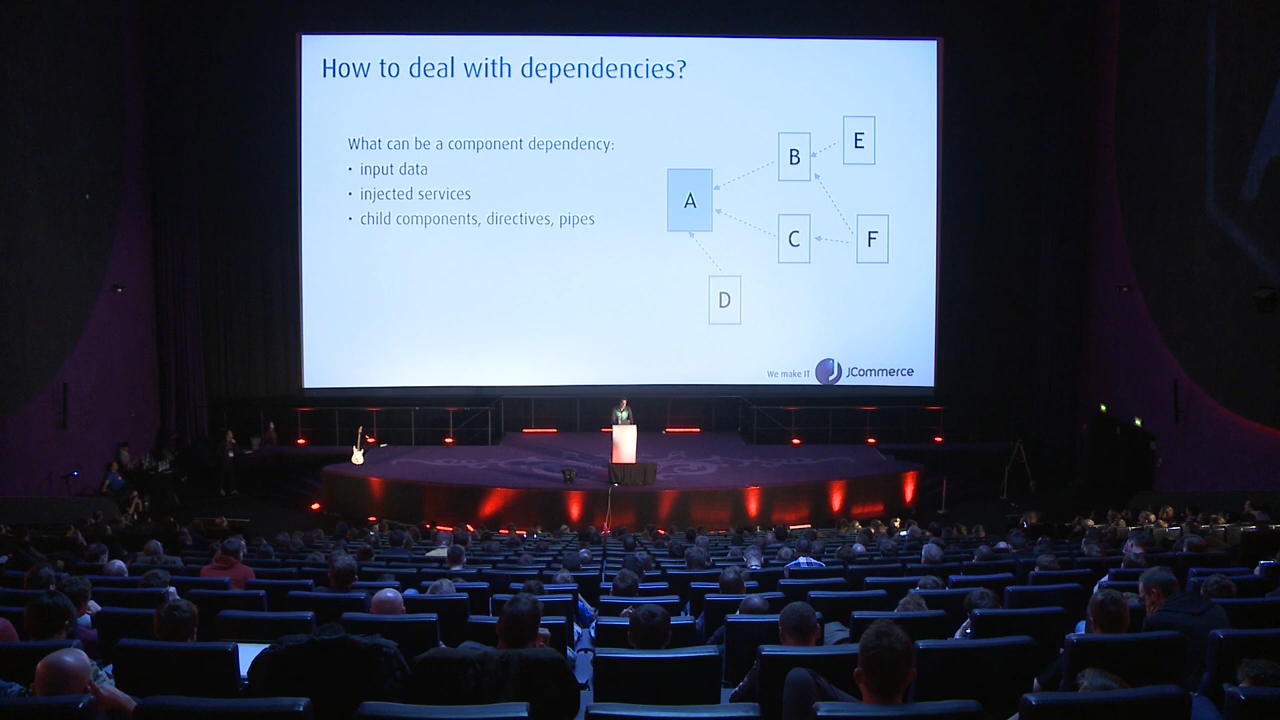 How to deal with dependencies?
What can be a component dependency:
• input data
• injected services
• child components, directives, pipes
A
B
E
C
F
D
We make IT
JCommerce